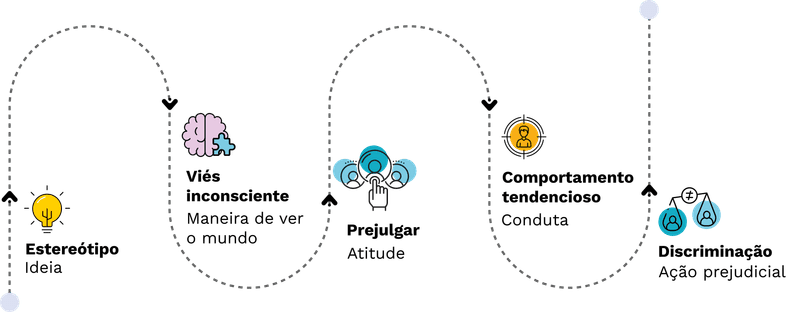 Estereótipo
Ideia
Viés
inconsciente
Maneira de ver
o mundo
Prejulgar
Atitude
Comportamento
tendencioso
Conduta
Discriminação
Ação prejudicial